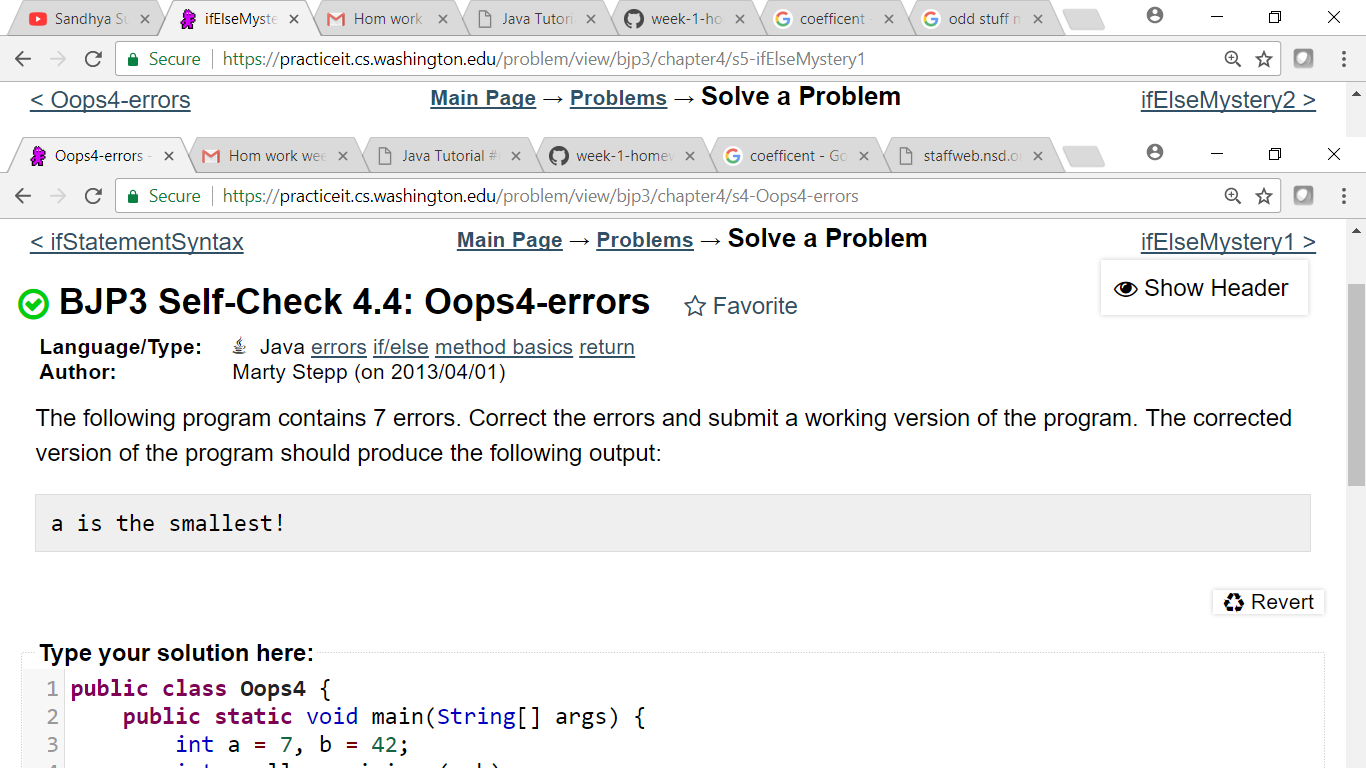 Sandhya Su
ifElseMyste
Hom work
Java Tutori
week-1-ho
coefficent -
odd stuff n
Secure https://practiceit.cs.washington.edu/problem/view/bjp3/chapter4/s5-ifElseMystery1
< Oops4-errors Main Page → Problems → Solve a Problem ifElseMystery2 >
Oops4-errors -
Hom work wee
Java Tutorial #
week-1-homew
coefficent - Go
staffweb.nsd.o
Secure https://practiceit.cs.washington.edu/problem/view/bjp3/chapter4/s4-Oops4-errors
< ifStatementSyntax Main Page → Problems → Solve a Problem ifElseMystery1 >
Show Header
BJP3 Self-Check 4.4: Oops4-errors Favorite
Language/Type: Java errors if/else method basics return
Author: Marty Stepp (on 2013/04/01)
The following program contains 7 errors. Correct the errors and submit a working version of the program. The corrected
version of the program should produce the following output:
a is the smallest!
Revert
Type your solution here:
1 public class Oops4 {
2 public static void main(String[] args) {
3 int a = 7, b = 42;